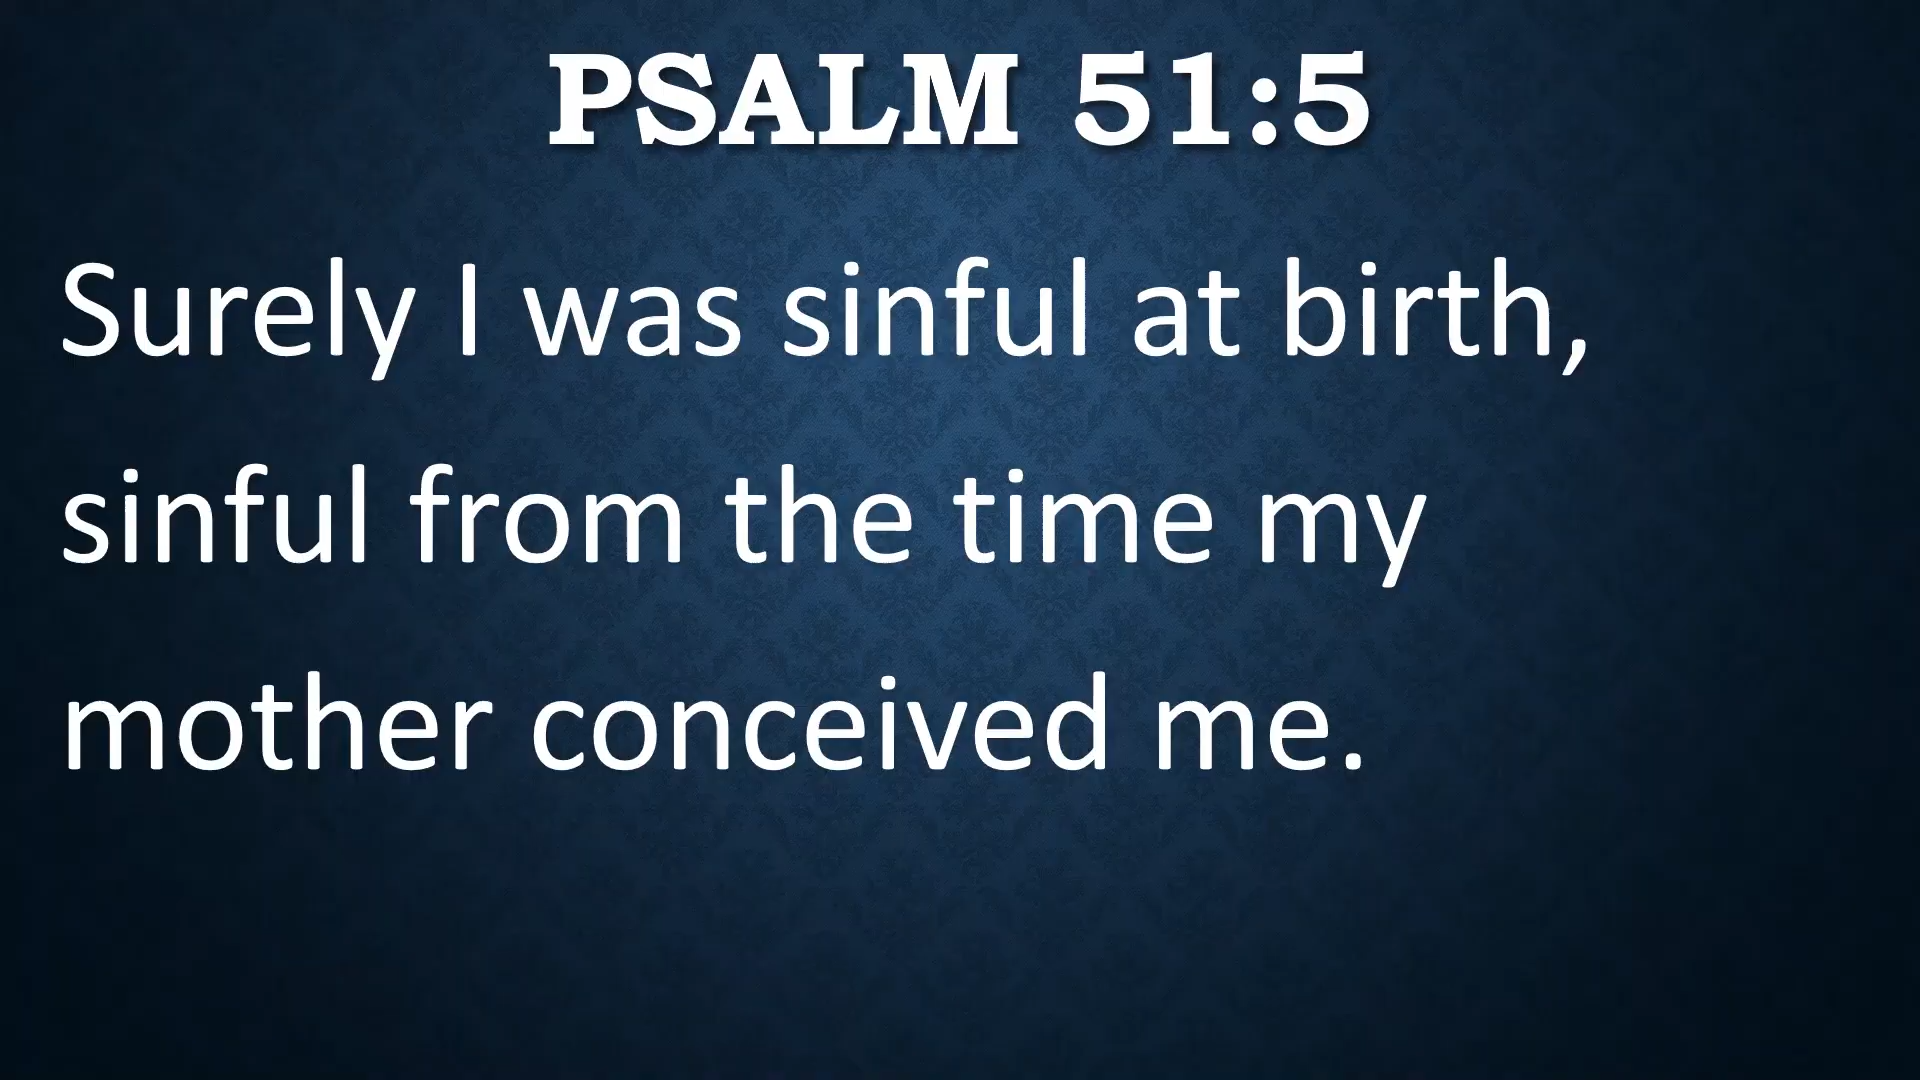 PSALM 51:5
Surely I was sinful at birth,
sinful from the time my
mother conceived me.